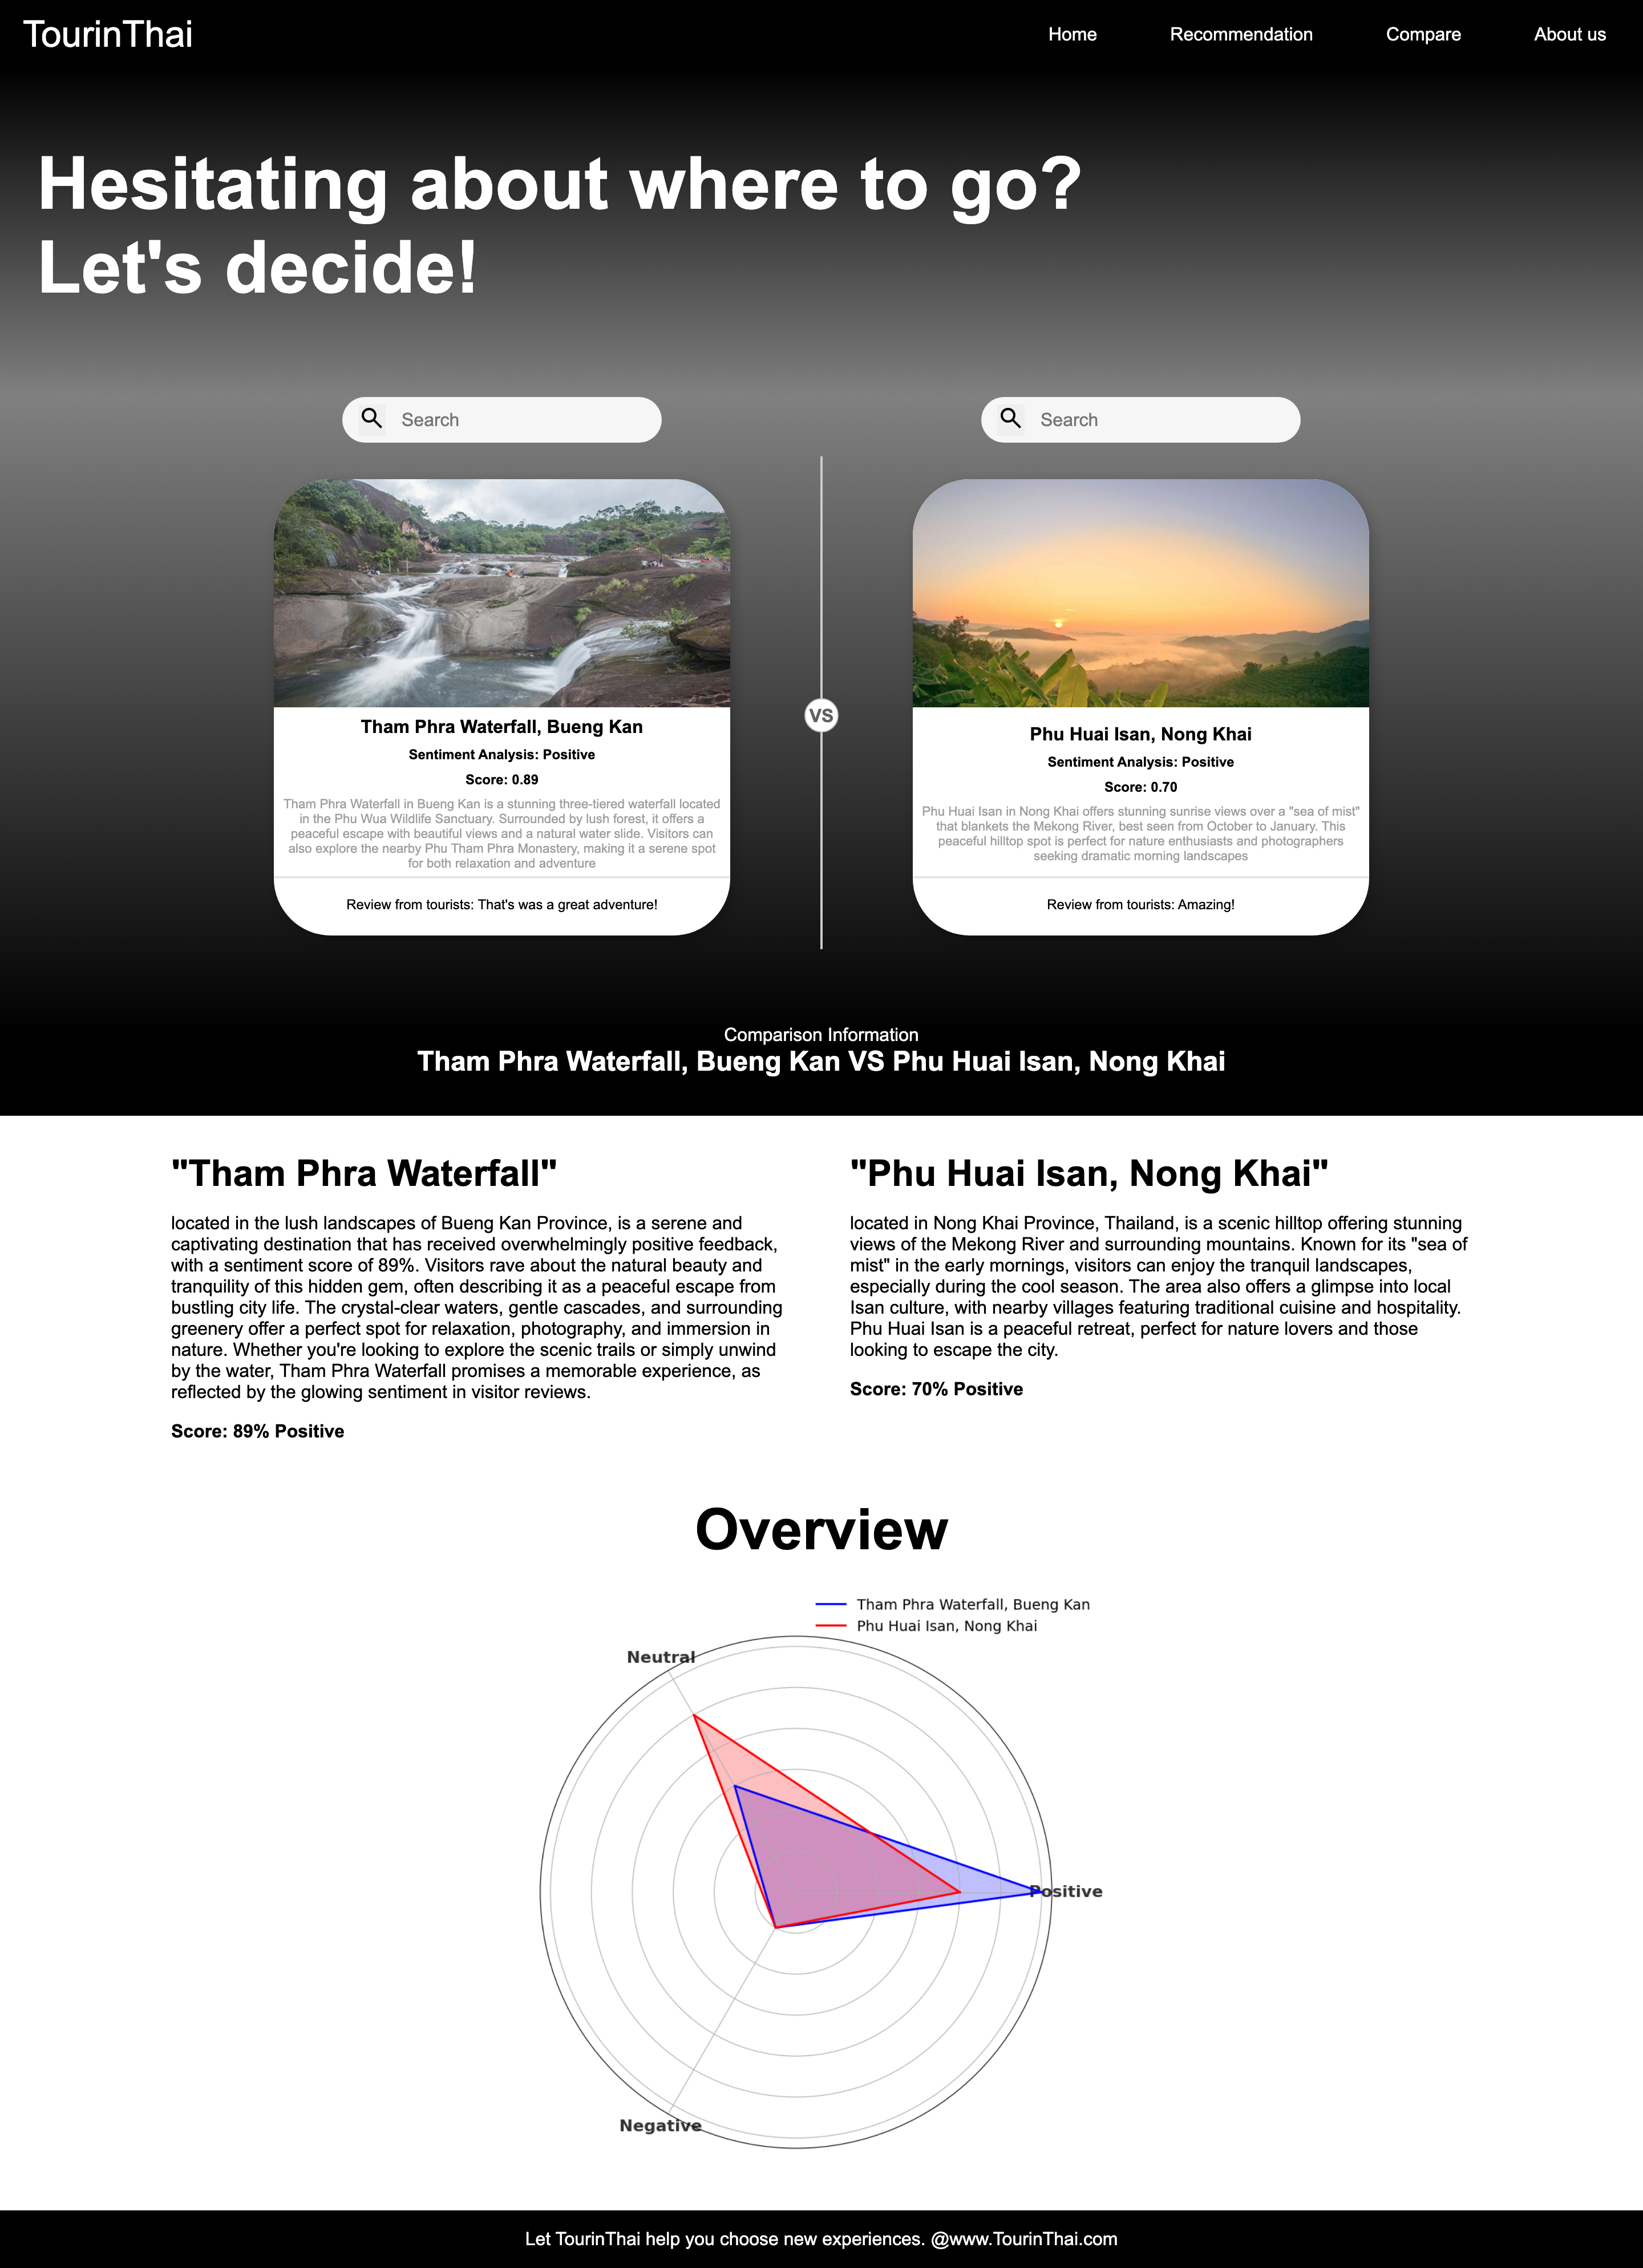 TourinThai
Home
Recommendation
Compare
About us
Hesitating about where to go?
Let's decide!
Search
Search
Tham Phra Waterfall, Bueng Kan
Sentiment Analysis: Positive
Score: 0.89
Tham Phra Waterfall in Bueng Kan is a stunning three-tiered waterfall located
in the Phu Wua Wildlife Sanctuary. Surrounded by lush forest, it offers a
peaceful escape with beautiful views and a natural water slide. Visitors can
also explore the nearby Phu Tham Phra Monastery, making it a serene spot
for both relaxation and adventure
Review from tourists: That's was a great adventure!
VS
Phu Huai Isan, Nong Khai
Sentiment Analysis: Positive
Score: 0.70
Phu Huai Isan in Nong Khai offers stunning sunrise views over a "sea of mist"
that blankets the Mekong River, best seen from October to January. This
peaceful hilltop spot is perfect for nature enthusiasts and photographers
seeking dramatic morning landscapes
Review from tourists: Amazing!
Comparison Information
Tham Phra Waterfall, Bueng Kan VS Phu Huai Isan, Nong Khai
"Tham Phra Waterfall"
located in the lush landscapes of Bueng Kan Province, is a serene and
captivating destination that has received overwhelmingly positive feedback,
with a sentiment score of 89%. Visitors rave about the natural beauty and
tranquility of this hidden gem, often describing it as a peaceful escape from
bustling city life. The crystal-clear waters, gentle cascades, and surrounding
greenery offer a perfect spot for relaxation, photography, and immersion in
nature. Whether you're looking to explore the scenic trails or simply unwind
by the water, Tham Phra Waterfall promises a memorable experience, as
reflected by the glowing sentiment in visitor reviews.
Score: 89% Positive
"Phu Huai Isan, Nong Khai"
located in Nong Khai Province, Thailand, is a scenic hilltop offering stunning
views of the Mekong River and surrounding mountains. Known for its "sea of
mist" in the early mornings, visitors can enjoy the tranquil landscapes,
especially during the cool season. The area also offers a glimpse into local
Isan culture, with nearby villages featuring traditional cuisine and hospitality.
Phu Huai Isan is a peaceful retreat, perfect for nature lovers and those
looking to escape the city.
Score: 70% Positive
Overview
Tham Phra Waterfall, Bueng Kan
Phu Huai Isan, Nong Khai
Neutral
Positive
Negative
Let TourinThai help you choose new experiences. @www.TourinThai.com